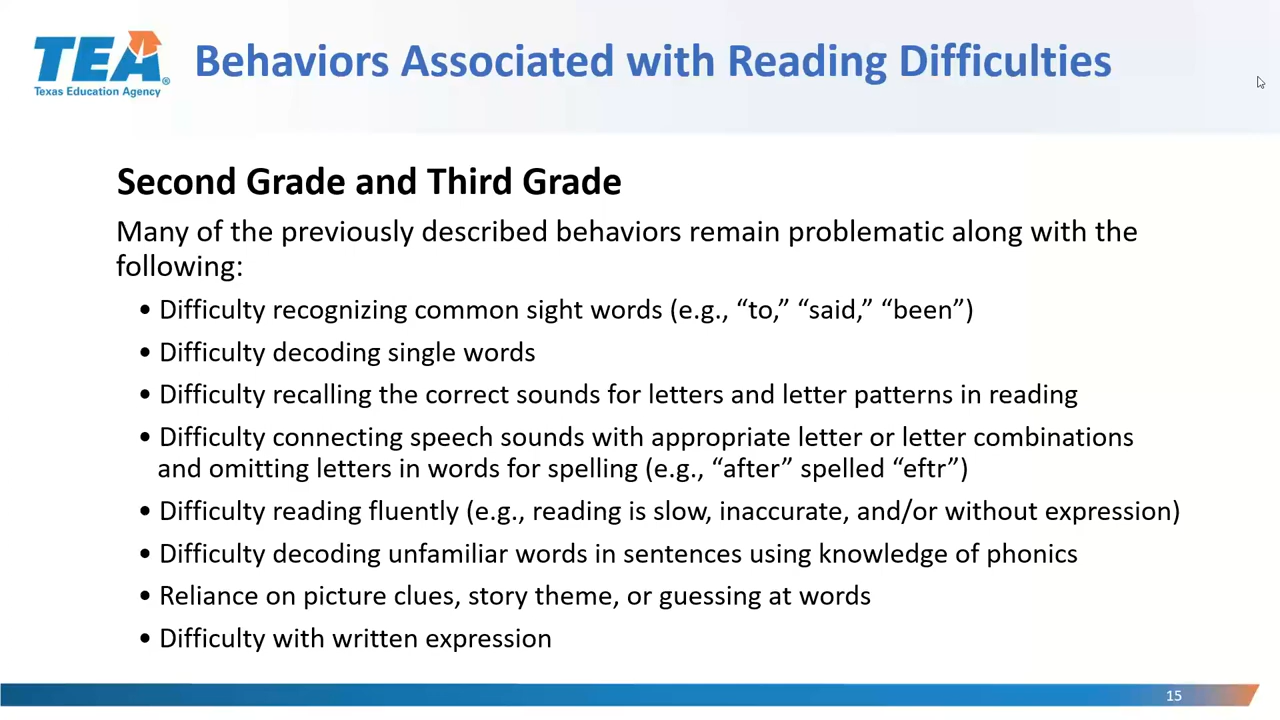 TEA
Texas Education Agency
Behaviors Associated with Reading Difficulties
Second Grade and Third Grade
Many of the previously described behaviors remain problematic along with the
following:
• Difficulty recognizing common sight words (e.g., “to,” “said,” “been”)
• Difficulty decoding single words
• Difficulty recalling the correct sounds for letters and letter patterns in reading
• Difficulty connecting speech sounds with appropriate letter or letter combinations
and omitting letters in words for spelling (e.g., “after” spelled “eftr”)
• Difficulty reading fluently (e.g., reading is slow, inaccurate, and/or without expression)
• Difficulty decoding unfamiliar words in sentences using knowledge of phonics
• Reliance on picture clues, story theme, or guessing at words
• Difficulty with written expression
15